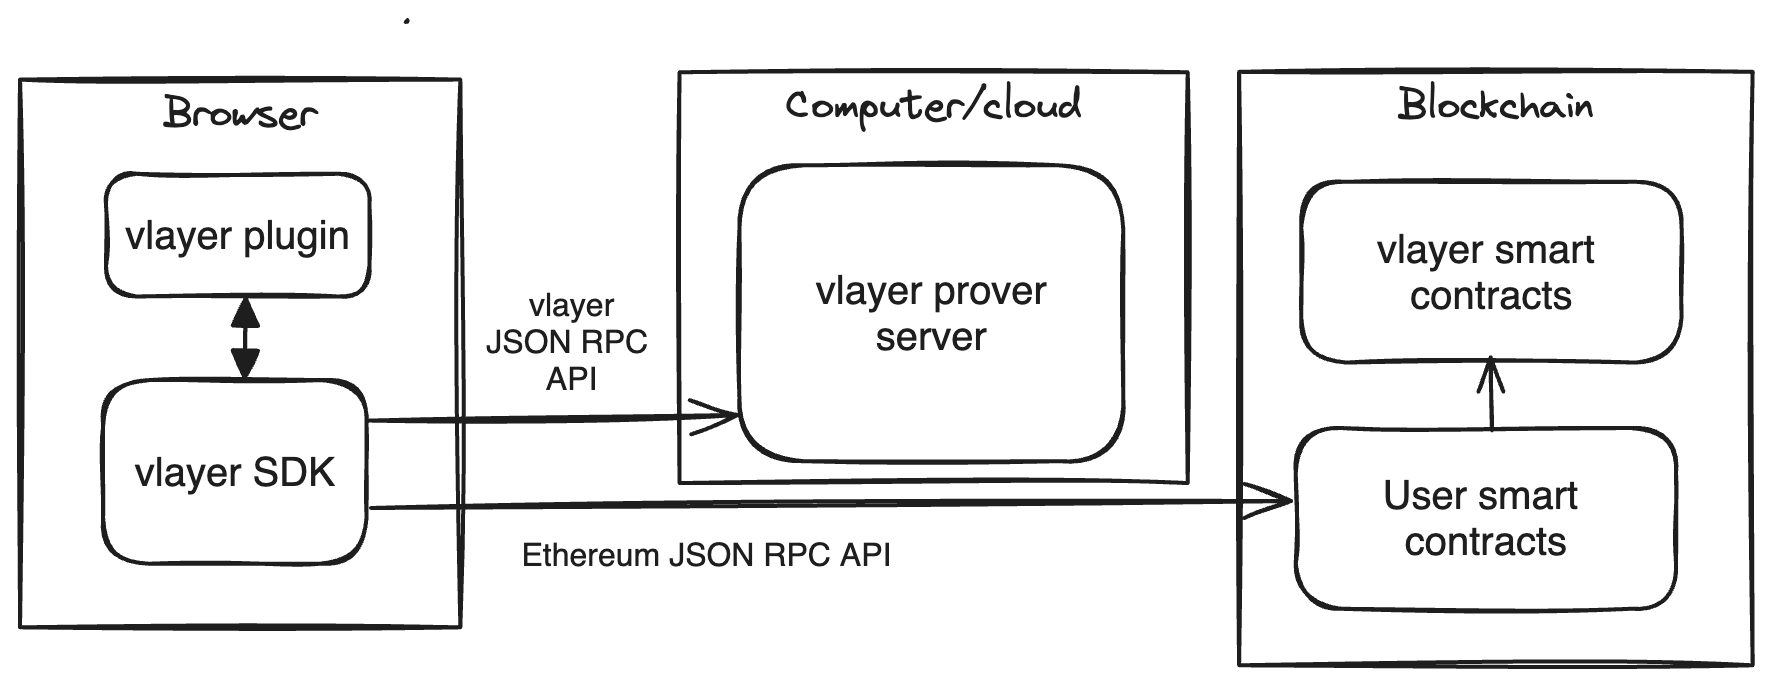 Browser
vlayer plugin
vlayer SDK
vlayer
JSON RPC
API
Ethereum JSON RPC API
Computer/cloud
vlayer prover
server
Blockchain
vlayer smart
contracts
User smart
contracts